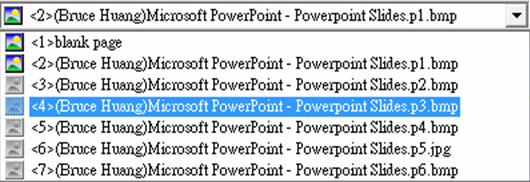 <2>(Bruce Huang)Microsoft PowerPoint - Powerpoint Slides.p1.bmp
<1>blank page
<2>(Bruce Huang)Microsoft PowerPoint - Powerpoint Slides.p1.bmp
<3>(Bruce Huang)Microsoft PowerPoint - Powerpoint Slides.p2.bmp
<4>(Bruce Huang)Microsoft PowerPoint - Powerpoint Slides.p3.bmp
<5>(Bruce Huang)Microsoft PowerPoint - Powerpoint Slides.p4.bmp
<6>(Bruce Huang)Microsoft PowerPoint - Powerpoint Slides.p5.jpg
<7>(Bruce Huang)Microsoft PowerPoint - Powerpoint Slides.p6.bmp